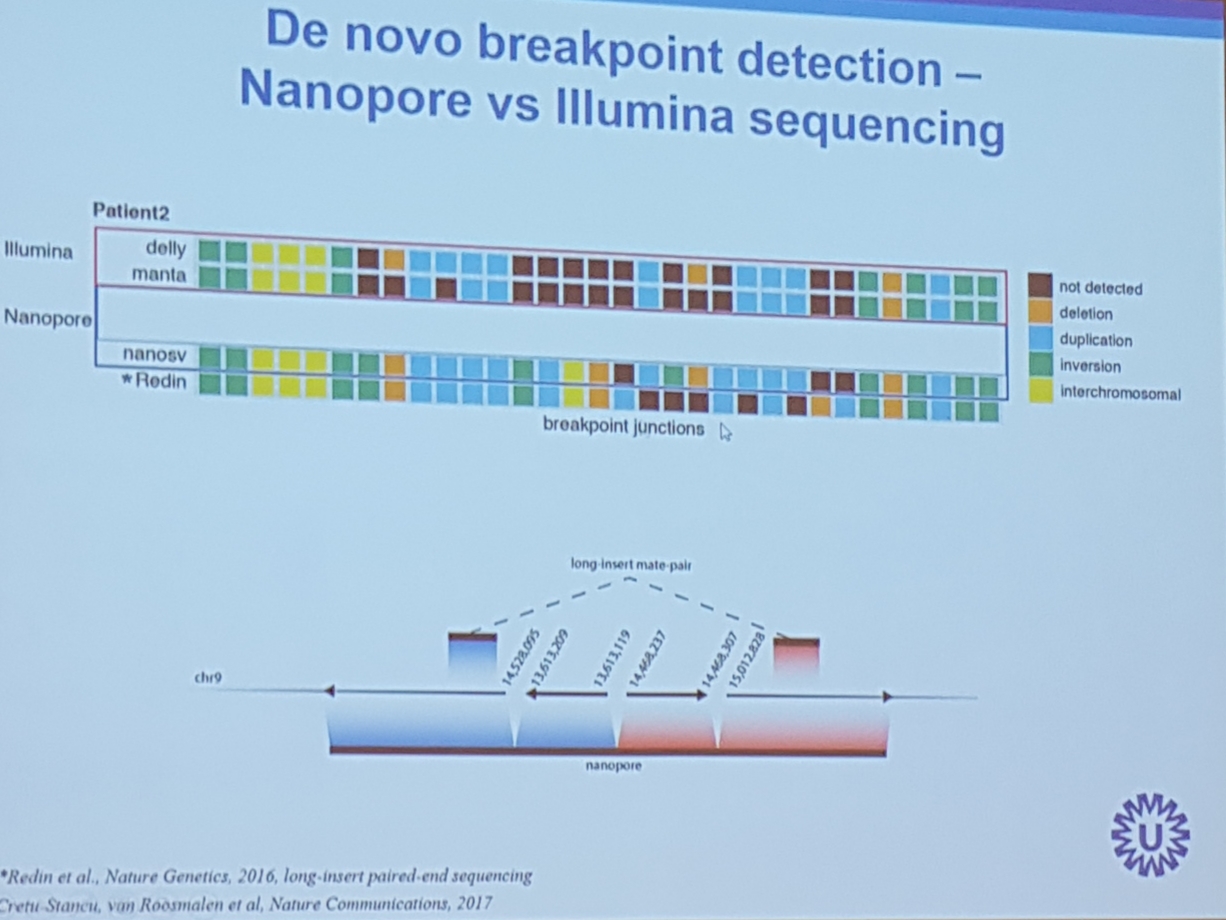 De novo breakpoint detection –
Nanopore vs Illumina sequencing
Patient2
Illumina
delly
manta
Nanopore
nanosv
*Redin
breakpoint junctions
not detected
deletion
duplication
inversion
interchromosomal
long-insert mate-pair
14,528,095
13,613,209
13,613,119
14,468,237
14,468,307
15,012,828
chr9
nanopore
U
*Redin et al., Nature Genetics, 2016, long-insert paired-end sequencing
Cretu-Stancu, van Roosmalen et al, Nature Communications, 2017